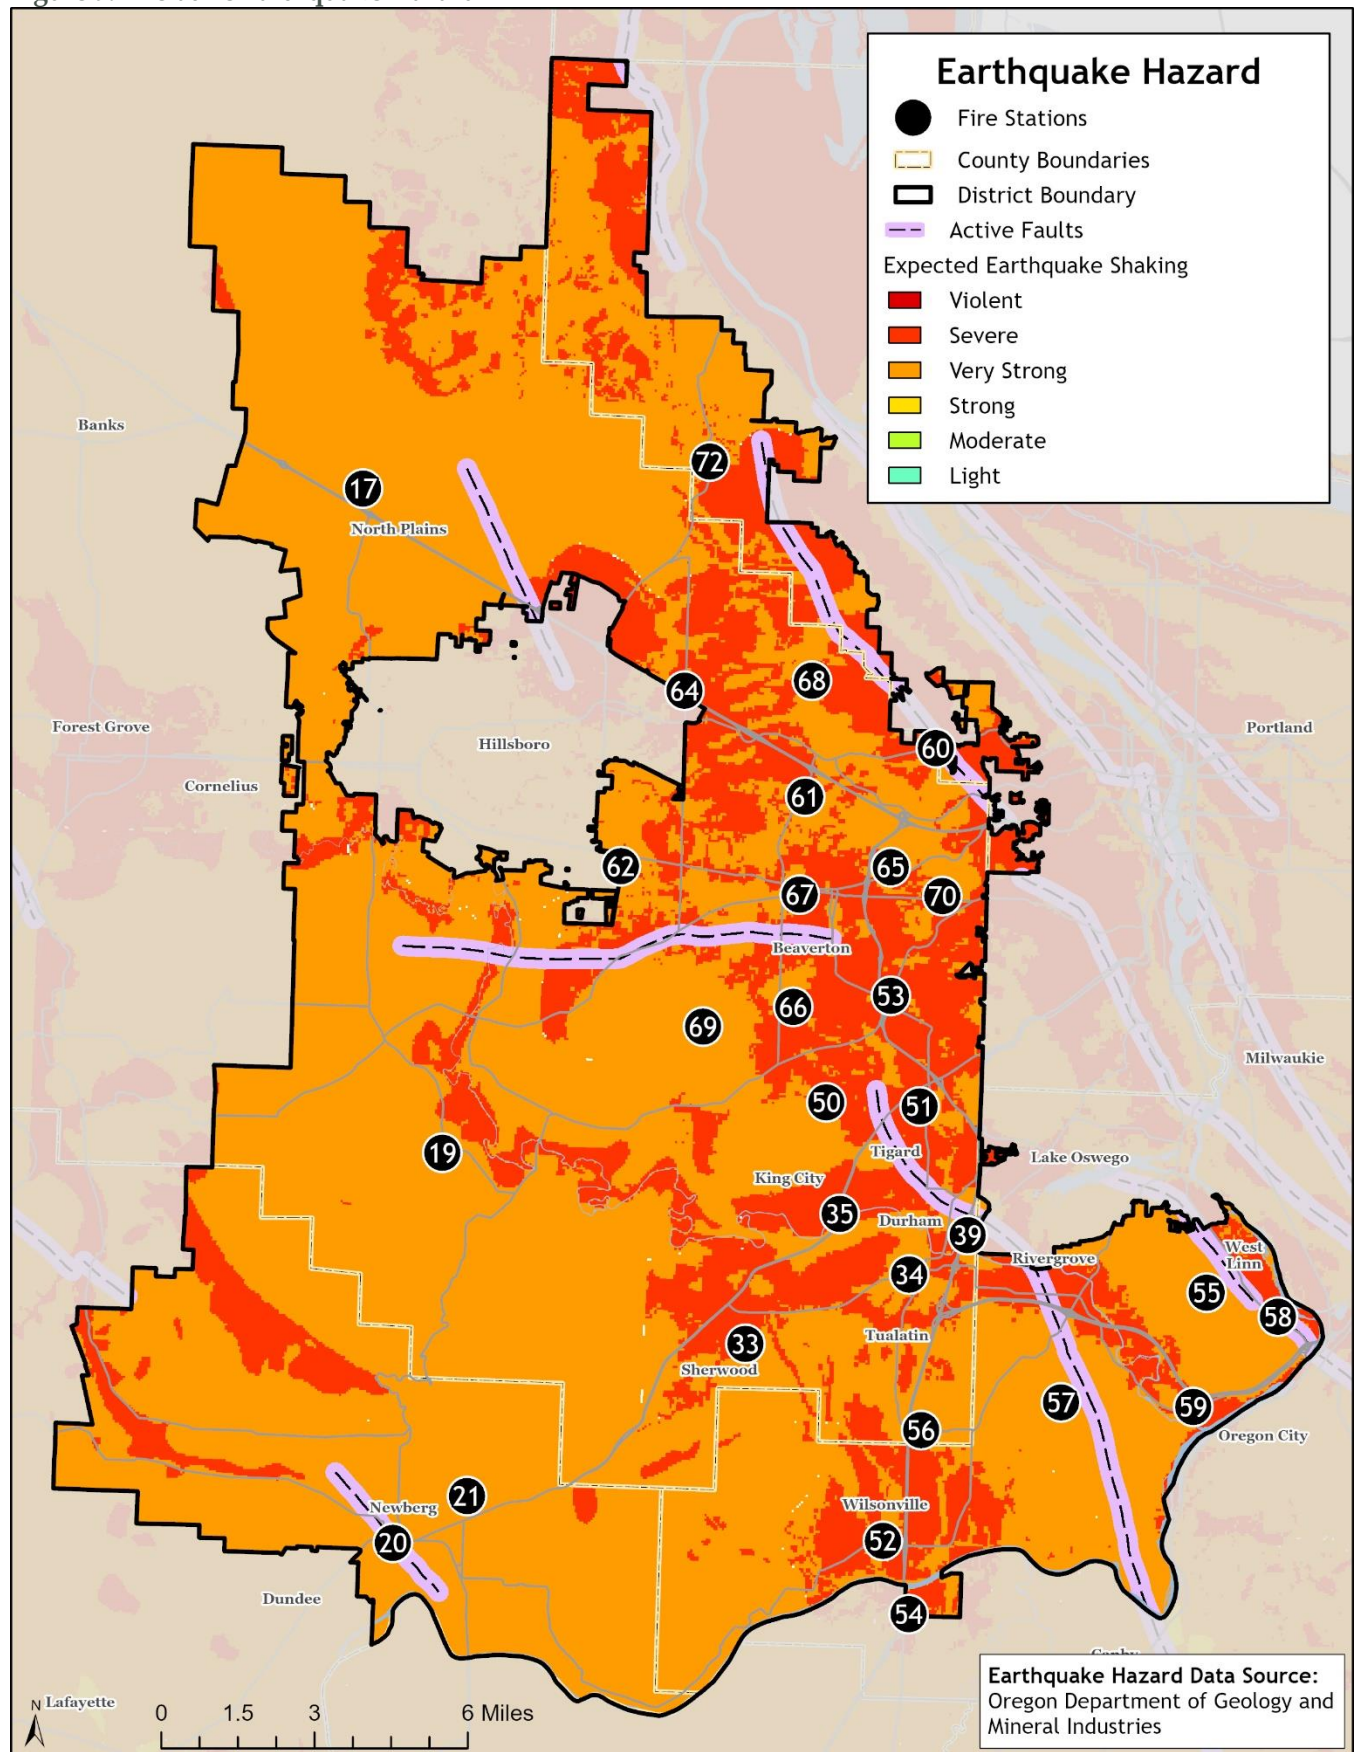 Earthquake Hazard
Fire Stations
County Boundaries
District Boundary
Active Faults
Expected Earthquake Shaking
Violent
Severe
Very Strong
Strong
Moderate
Light
Banks
72
17
North Plains
68
64
Forest Grove
Portland
Hillsboro
60
Cornelius
61
62
65
67
70
Beaverton
53
66
69
Milwaukie
50
51
19
Tigard
Lake Oswego
King City
35
Durham
39
Rivergrove
West
Linn
34
55
58
Tualatin
33
Sherwood
57
59
56
Oregon City
21
Newberg
Wilsonville
20
52
Dundee
54
Earthquake Hazard Data Source:
Oregon Department of Geology and
Mineral Industries
N
Lafayette
0 1.5 3 6 Miles